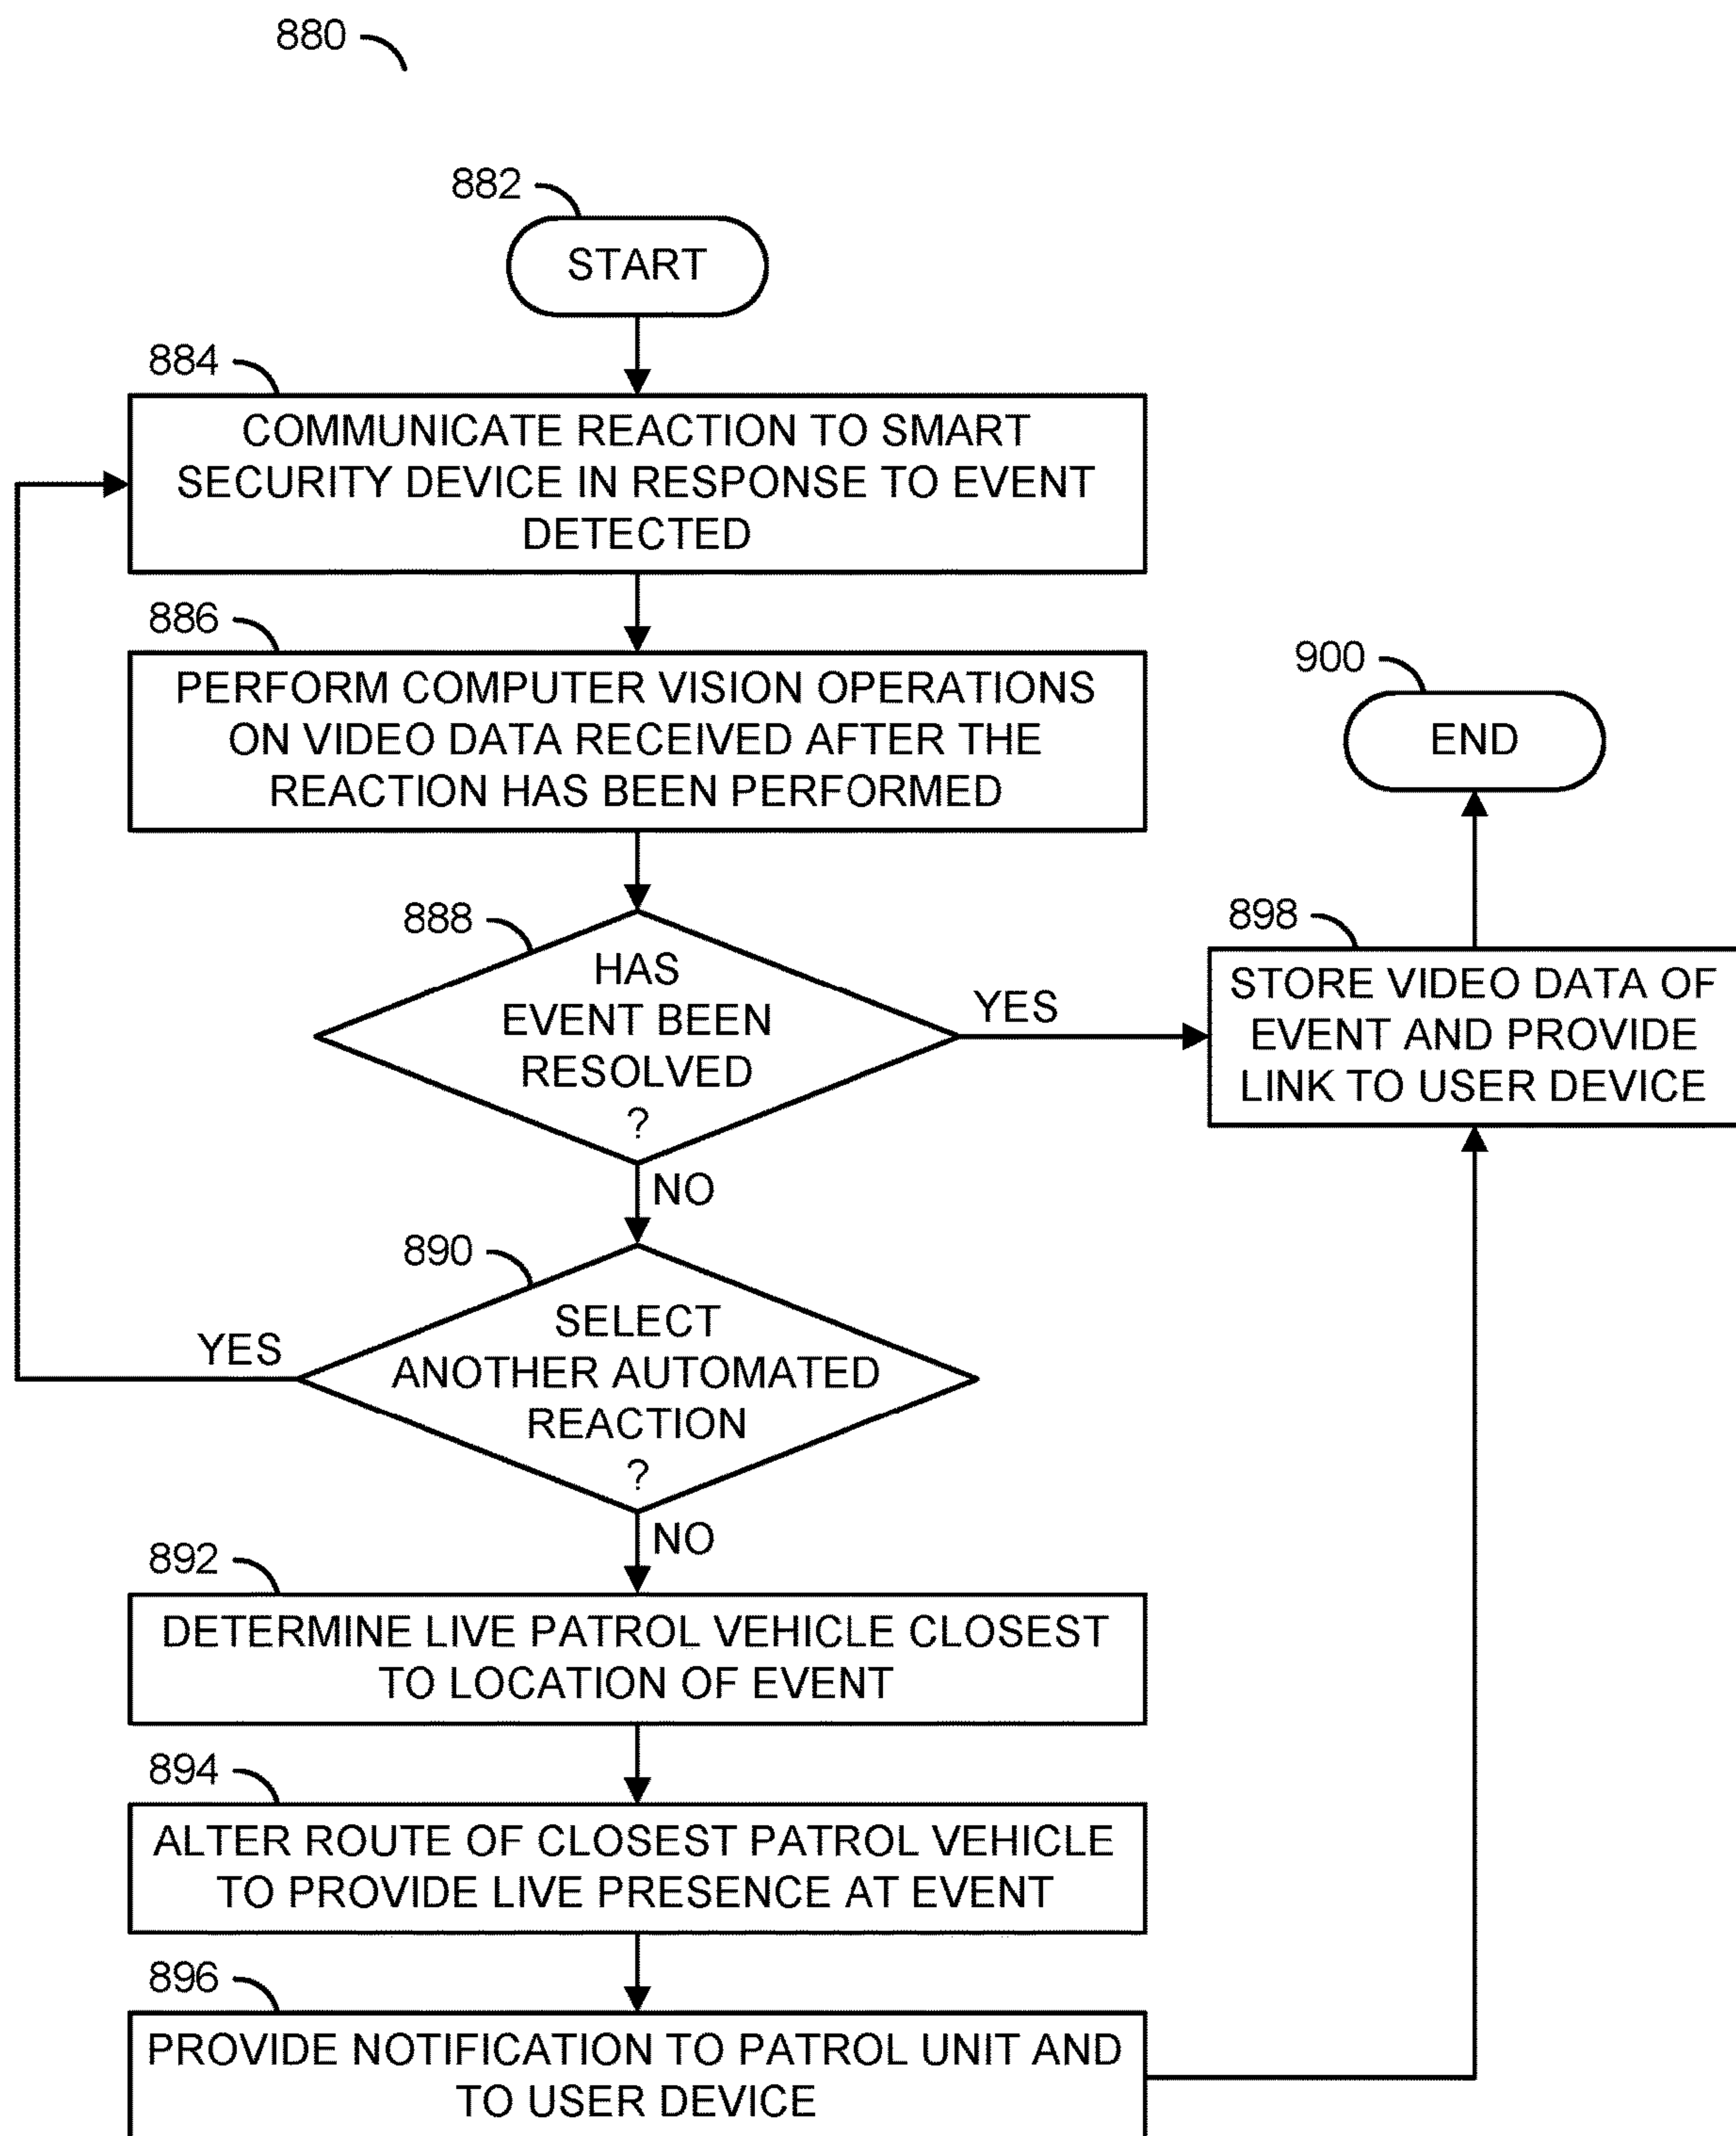 880
882
START
884
COMMUNICATE REACTION TO SMART
SECURITY DEVICE IN RESPONSE TO EVENT
DETECTED
886
PERFORM COMPUTER VISION OPERATIONS
ON VIDEO DATA RECEIVED AFTER THE
REACTION HAS BEEN PERFORMED
888
HAS
EVENT BEEN
RESOLVED
?
YES
NO
890
SELECT
ANOTHER AUTOMATED
REACTION
?
YES
NO
892
DETERMINE LIVE PATROL VEHICLE CLOSEST
TO LOCATION OF EVENT
894
ALTER ROUTE OF CLOSEST PATROL VEHICLE
TO PROVIDE LIVE PRESENCE AT EVENT
896
PROVIDE NOTIFICATION TO PATROL UNIT AND
TO USER DEVICE
898
STORE VIDEO DATA OF
EVENT AND PROVIDE
LINK TO USER DEVICE
900
END